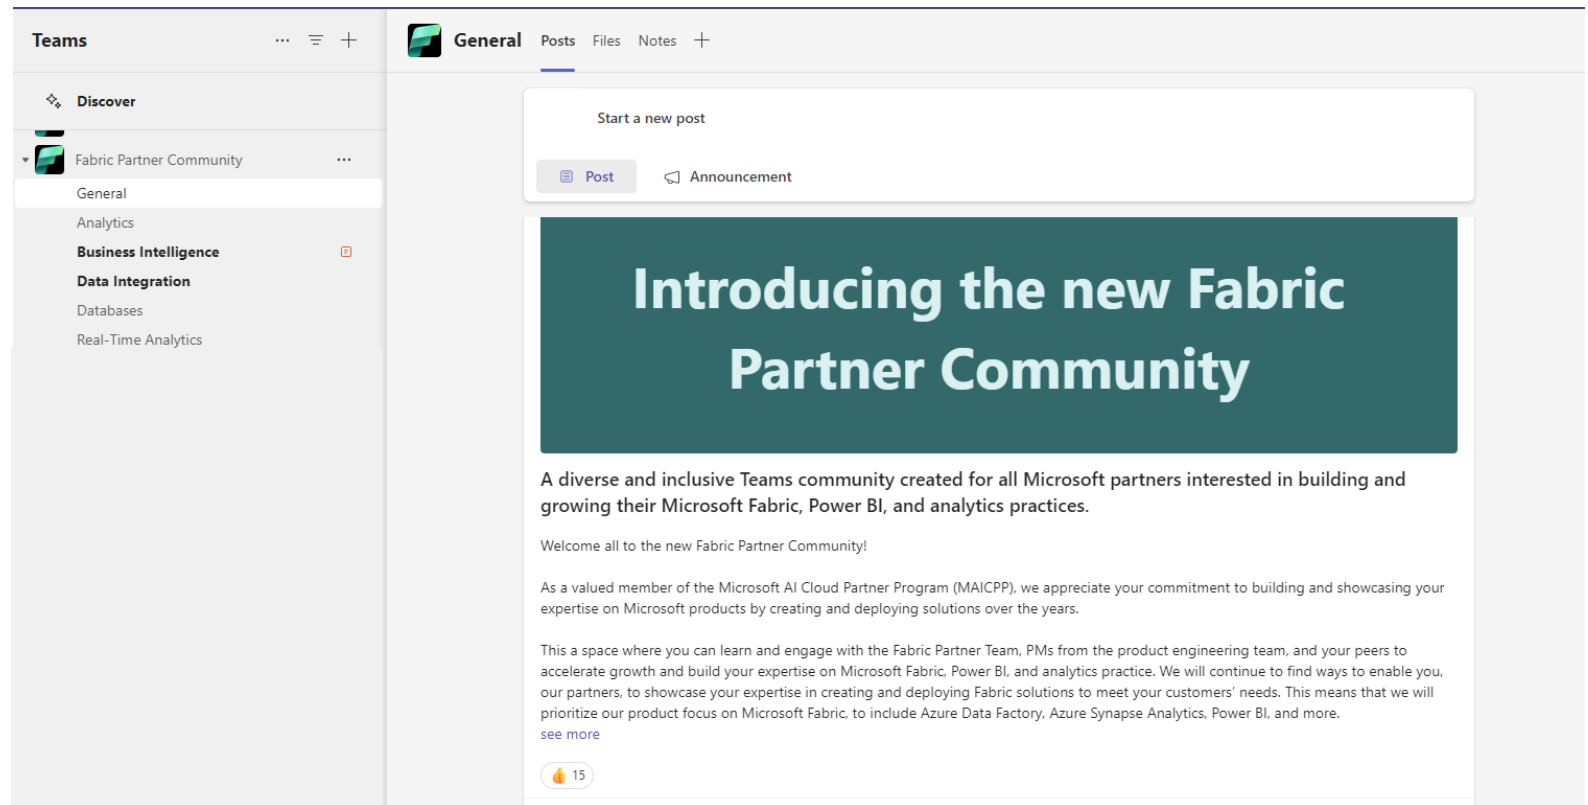 Teams
Discover
Fabric Partner Community
General
Analytics
Business Intelligence
Data Integration
Databases
Real-Time Analytics
General Posts Files Notes
Start a new post
Post Announcement
Introducing the new Fabric
Partner Community
A diverse and inclusive Teams community created for all Microsoft partners interested in building and
growing their Microsoft Fabric, Power BI, and analytics practices.
Welcome all to the new Fabric Partner Community!
As a valued member of the Microsoft AI Cloud Partner Program (MAICPP), we appreciate your commitment to building and showcasing your
expertise on Microsoft products by creating and deploying solutions over the years.
This a space where you can learn and engage with the Fabric Partner Team, PMs from the product engineering team, and your peers to
accelerate growth and build your expertise on Microsoft Fabric, Power BI, and analytics practice. We will continue to find ways to enable you,
our partners, to showcase your expertise in creating and deploying Fabric solutions to meet your customers' needs. This means that we will
prioritize our product focus on Microsoft Fabric, to include Azure Data Factory, Azure Synapse Analytics, Power BI, and more.
see more
15